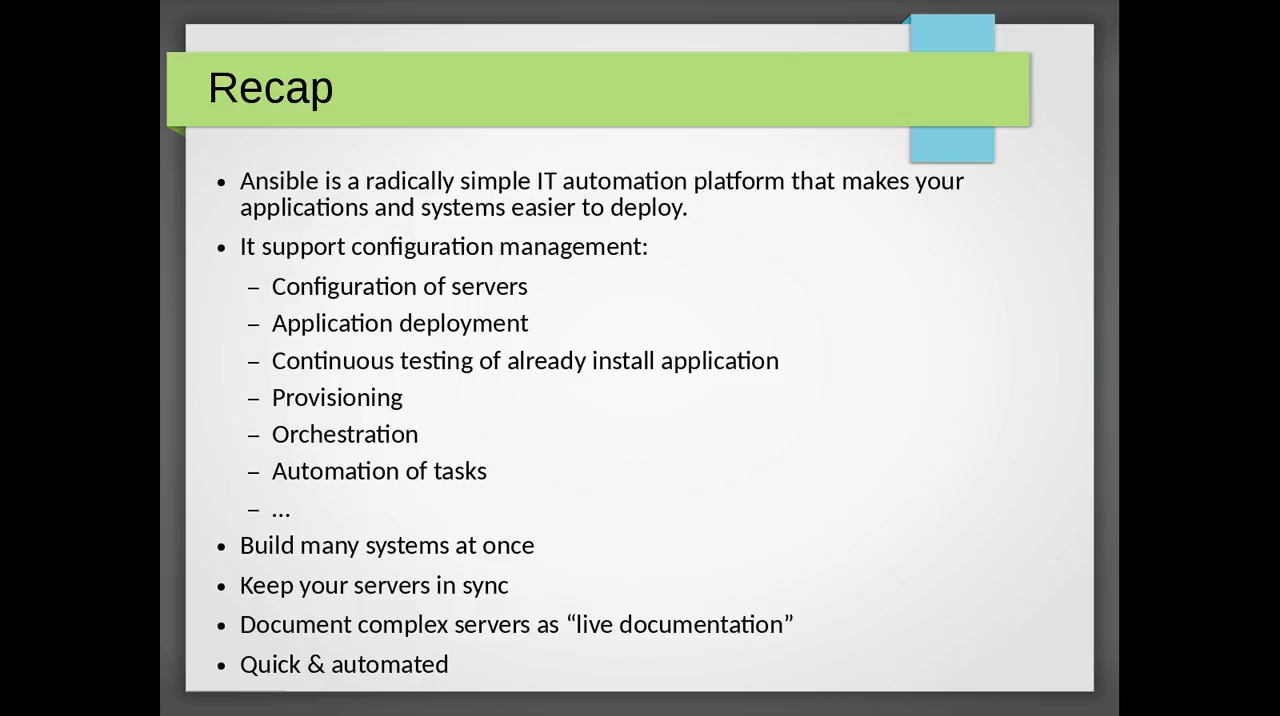 Recap
• Ansible is a radically simple IT automation platform that makes your
applications and systems easier to deploy.
• It support configuration management:
– Configuration of servers
– Application deployment
– Continuous testing of already install application
– Provisioning
– Orchestration
– Automation of tasks
– ...
• Build many systems at once
• Keep your servers in sync
• Document complex servers as “live documentation”
• Quick & automated